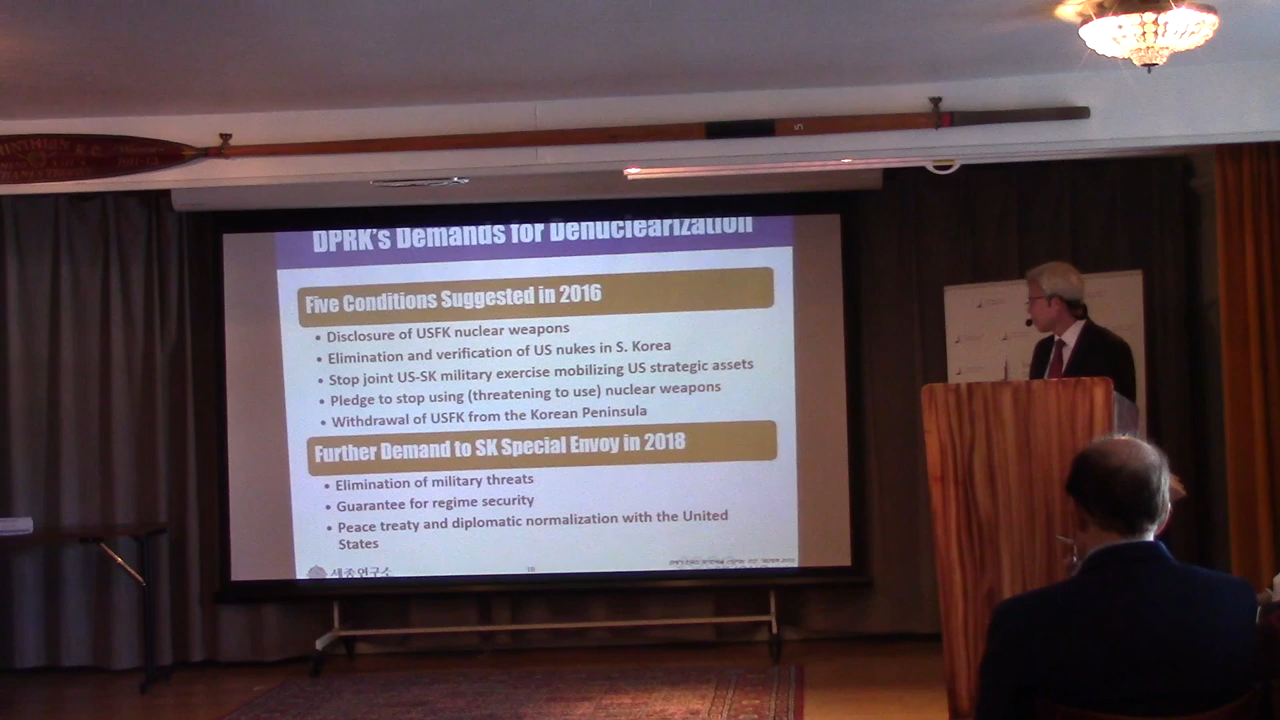 DPRK's Demands for Denuclearization
Five Conditions Suggested in 2016
• Disclosure of USFK nuclear weapons
• Elimination and verification of US nukes in S. Korea
• Stop joint US-SK military exercise mobilizing US strategic assets
• Pledge to stop using (threatening to use) nuclear weapons
• Withdrawal of USFK from the Korean Peninsula
Further Demand to SK Special Envoy in 2018
• Elimination of military threats
• Guarantee for regime security
• Peace treaty and diplomatic normalization with the United
States
세종연구소
5